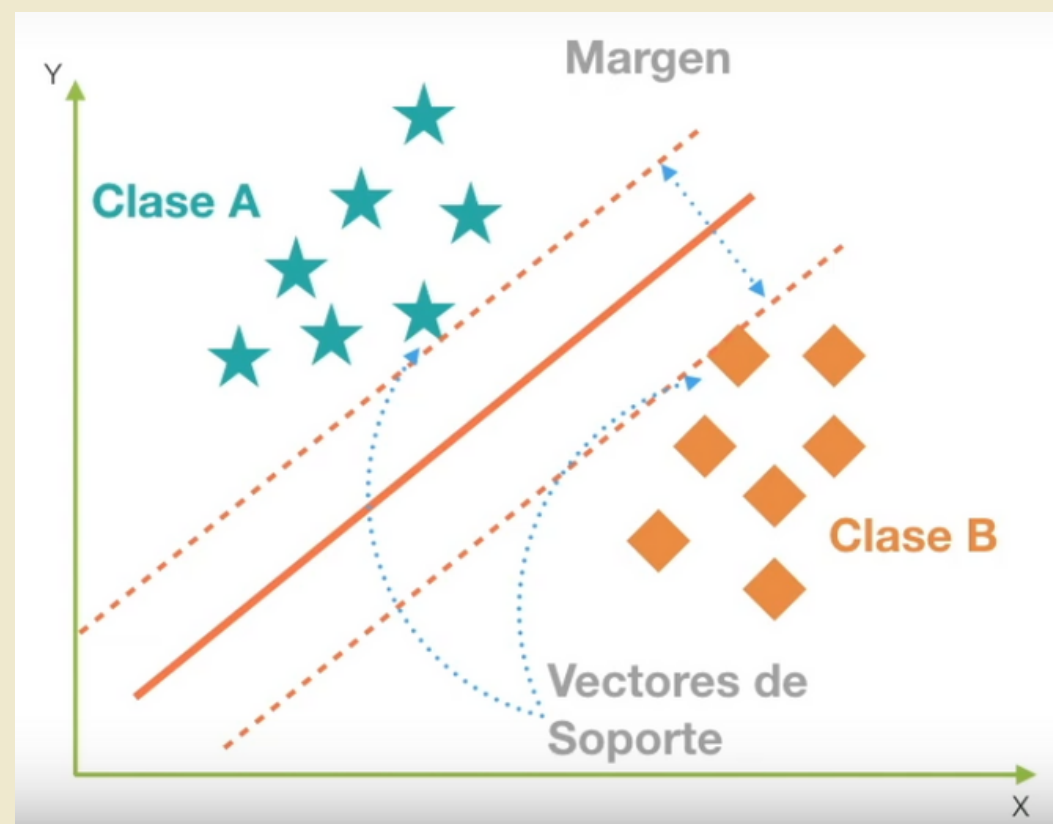 Margen
Y
Clase A
Clase B
Vectores de
Soporte
X